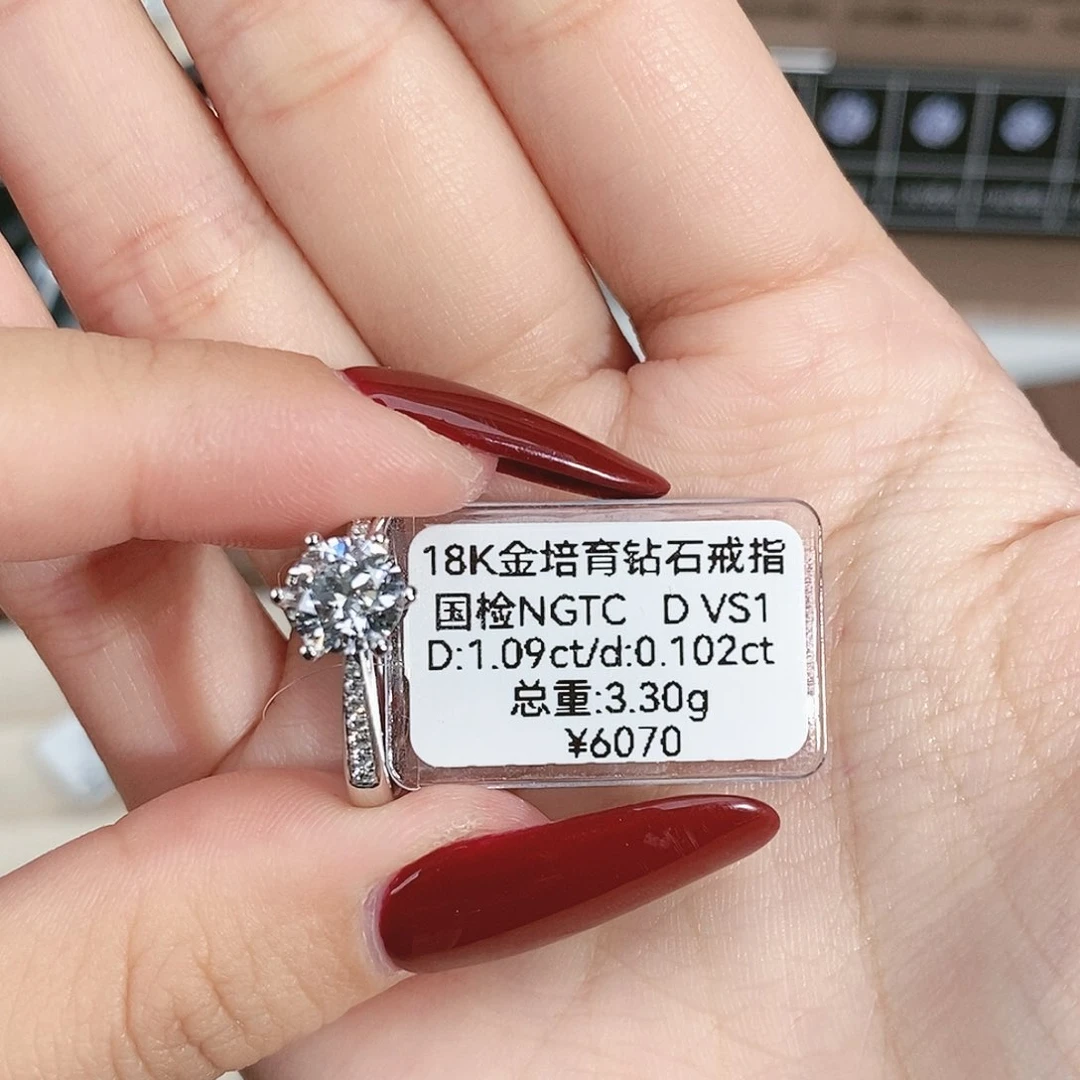 18K金培育钻石戒指
国检NGTC D VS1
D:1.09ct/d:0.102ct
总重:3.30g
¥6070